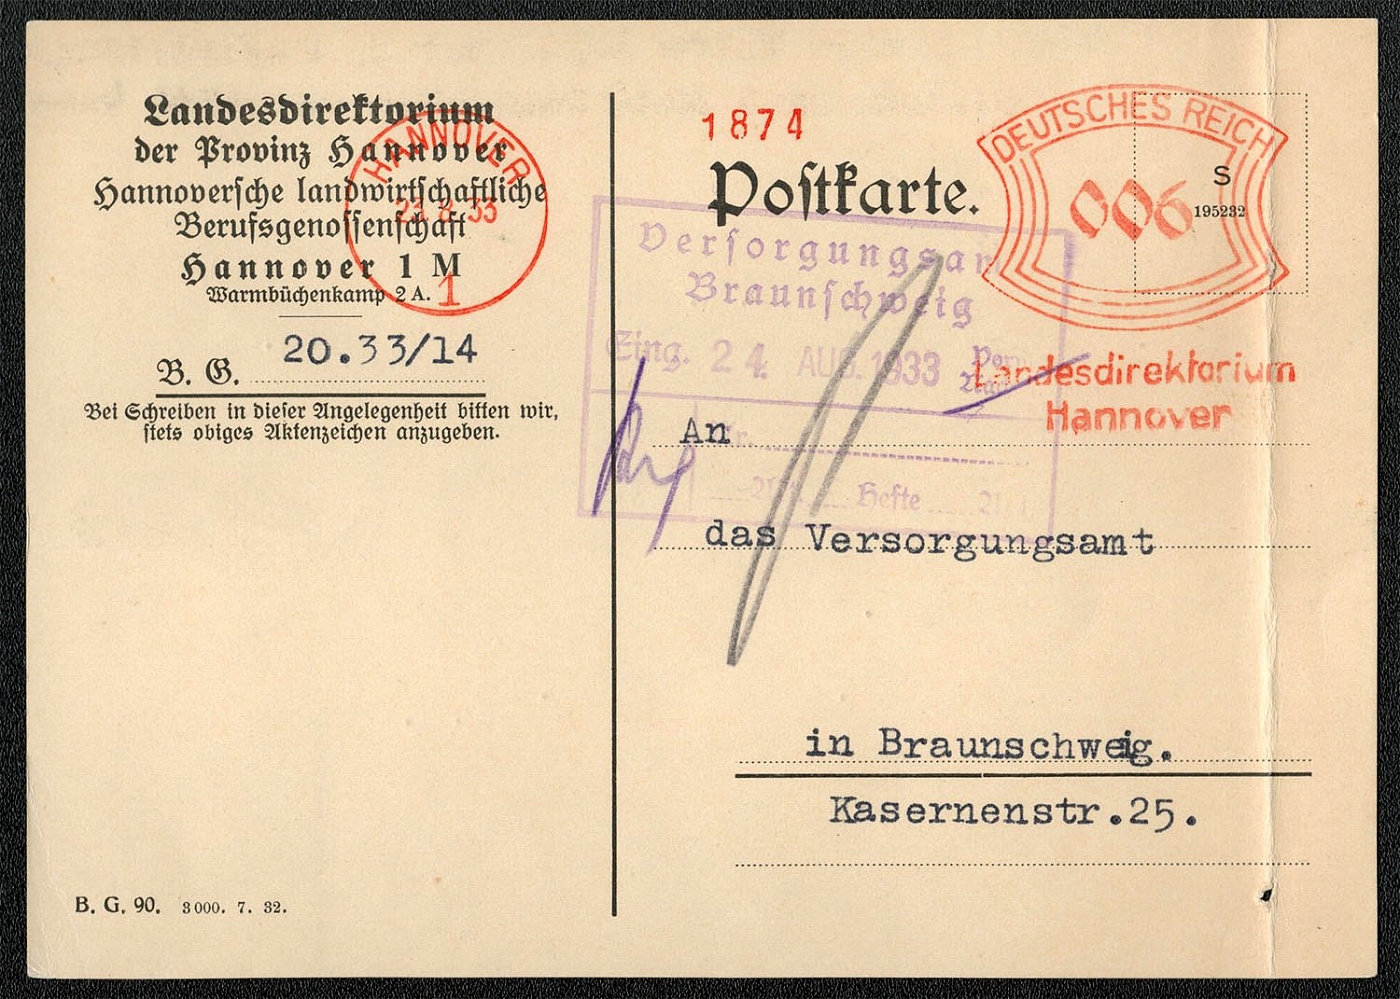 Landesdirektorium
der Provinz Hannover
Hannoversche landwirtschaftliche
Berufsgenossenschaft
Hannover 1 M
Warmbüchenkamp 2 A.
B. G. 20.33/14
Bei Schreiben in dieser Angelegenheit bitten wir,
stets obiges Aktenzeichen anzugeben.
HANNOVER
8.33
1
1874
Postkarte.
DEUTSCHES REICH
006
S
195232
Landesdirektorium
Hannover
Versorgungsamt
Braunschweig
Eing. 24. AUG. 1933
Hefte
An
das Versorgungsamt
in Braunschweig.
Kasernenstr.25.
B. G. 90. 3000. 7. 32.